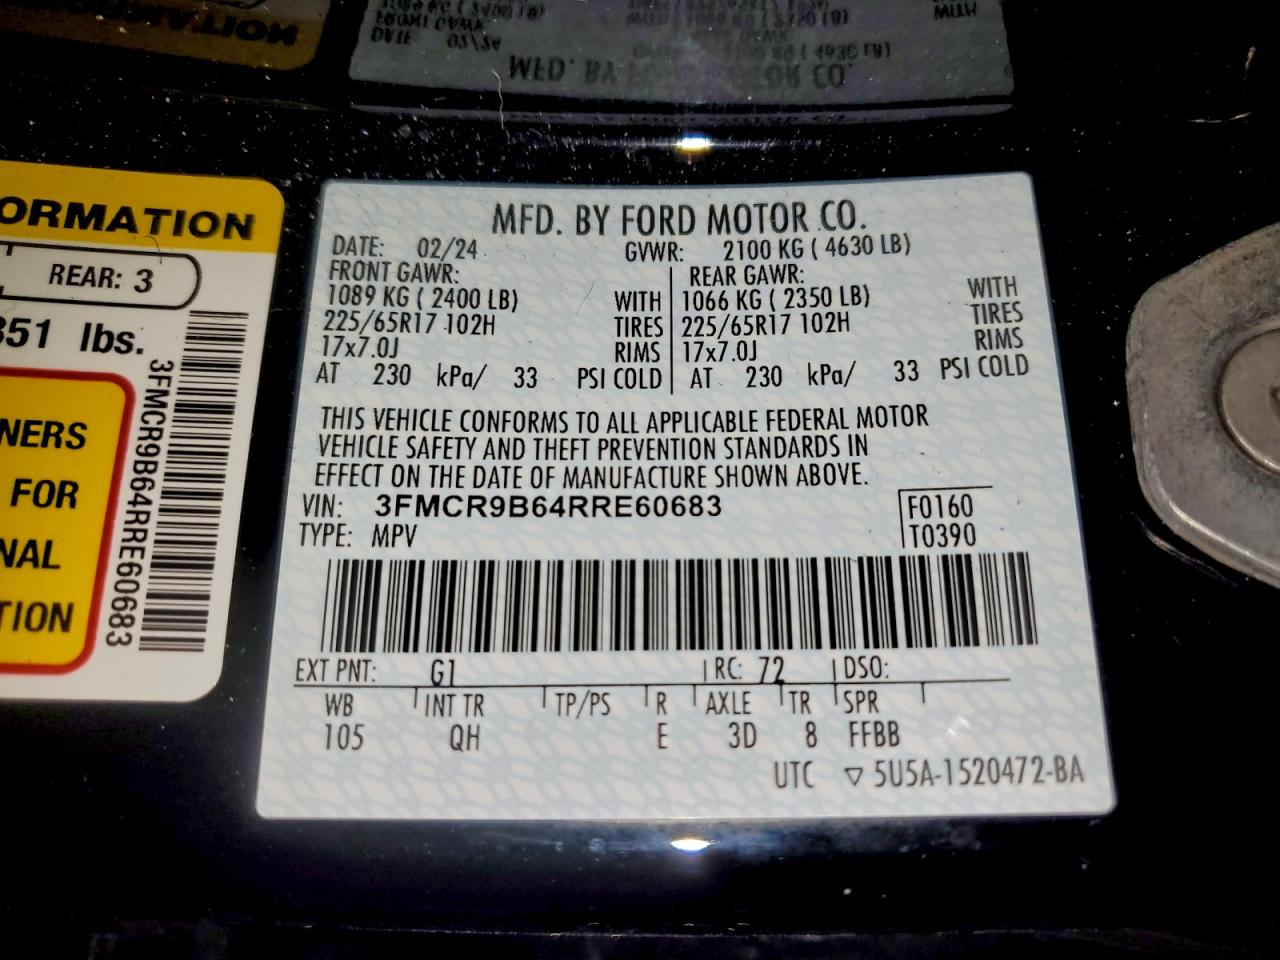 ORMATION
REAR: 3
351 lbs.
NERS
FOR
NAL
TION
3FMCR9B64RRE60683
MFD. BY FORD MOTOR CO.
DATE: 02/24 GVWR: 2100 KG ( 4630 LB)
FRONT GAWR: REAR GAWR:
1089 KG ( 2400 LB) WITH 1066 KG ( 2350 LB) WITH
225/65R17 102H TIRES 225/65R17 102H TIRES
17x7.0J RIMS 17x7.0J RIMS
AT 230 kPa/ 33 PSI COLD AT 230 kPa/ 33 PSI COLD
THIS VEHICLE CONFORMS TO ALL APPLICABLE FEDERAL MOTOR
VEHICLE SAFETY AND THEFT PREVENTION STANDARDS IN
EFFECT ON THE DATE OF MANUFACTURE SHOWN ABOVE.
VIN: 3FMCR9B64RRE60683 F0160
TYPE: MPV T0390
EXT PNT: G1 RC: 72 DSO:
WB INT TR TP/PS R AXLE TR SPR
105 QH E 3D 8 FFBB
UTC ▽ 5U5A-1520472-BA